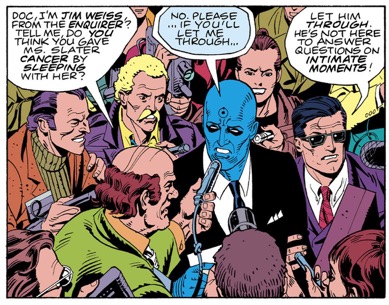 DOC, I'M JIM WEISS,
FROM THE ENQUIRER?
TELL ME, DO YOU
THINK YOU GAVE
MS. SLATER
CANCER BY
SLEEPING
WITH HER?
NO. PLEASE
... IF YOU'LL
LET ME
THROUGH...
LET HIM
THROUGH.
HE'S NOT HERE
TO ANSWER
QUESTIONS ON
INTIMATE
MOMENTS!